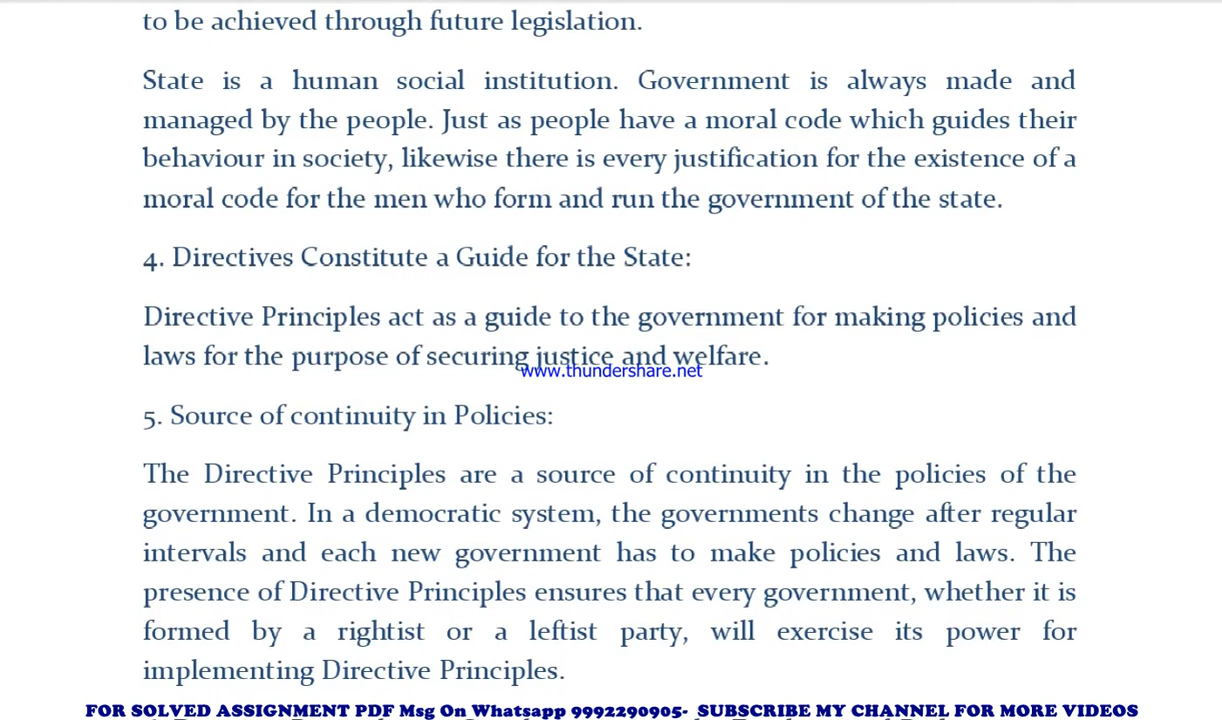 to be achieved through future legislation.
State is a human social institution. Government is always made and
managed by the people. Just as people have a moral code which guides their
behaviour in society, likewise there is every justification for the existence of a
moral code for the men who form and run the government of the state.
4. Directives Constitute a Guide for the State:
Directive Principles act as a guide to the government for making policies and
laws for the purpose of securing justice and welfare.
www.thundershare.net
5. Source of continuity in Policies:
The Directive Principles are a source of continuity in the policies of the
government. In a democratic system, the governments change after regular
intervals and each new government has to make policies and laws. The
presence of Directive Principles ensures that every government, whether it is
formed by a rightist or a leftist party, will exercise its power for
implementing Directive Principles.
FOR SOLVED ASSIGNMENT PDF Msg On Whatsapp 9992290905- SUBSCRIBE MY CHANNEL FOR MORE VIDEOS